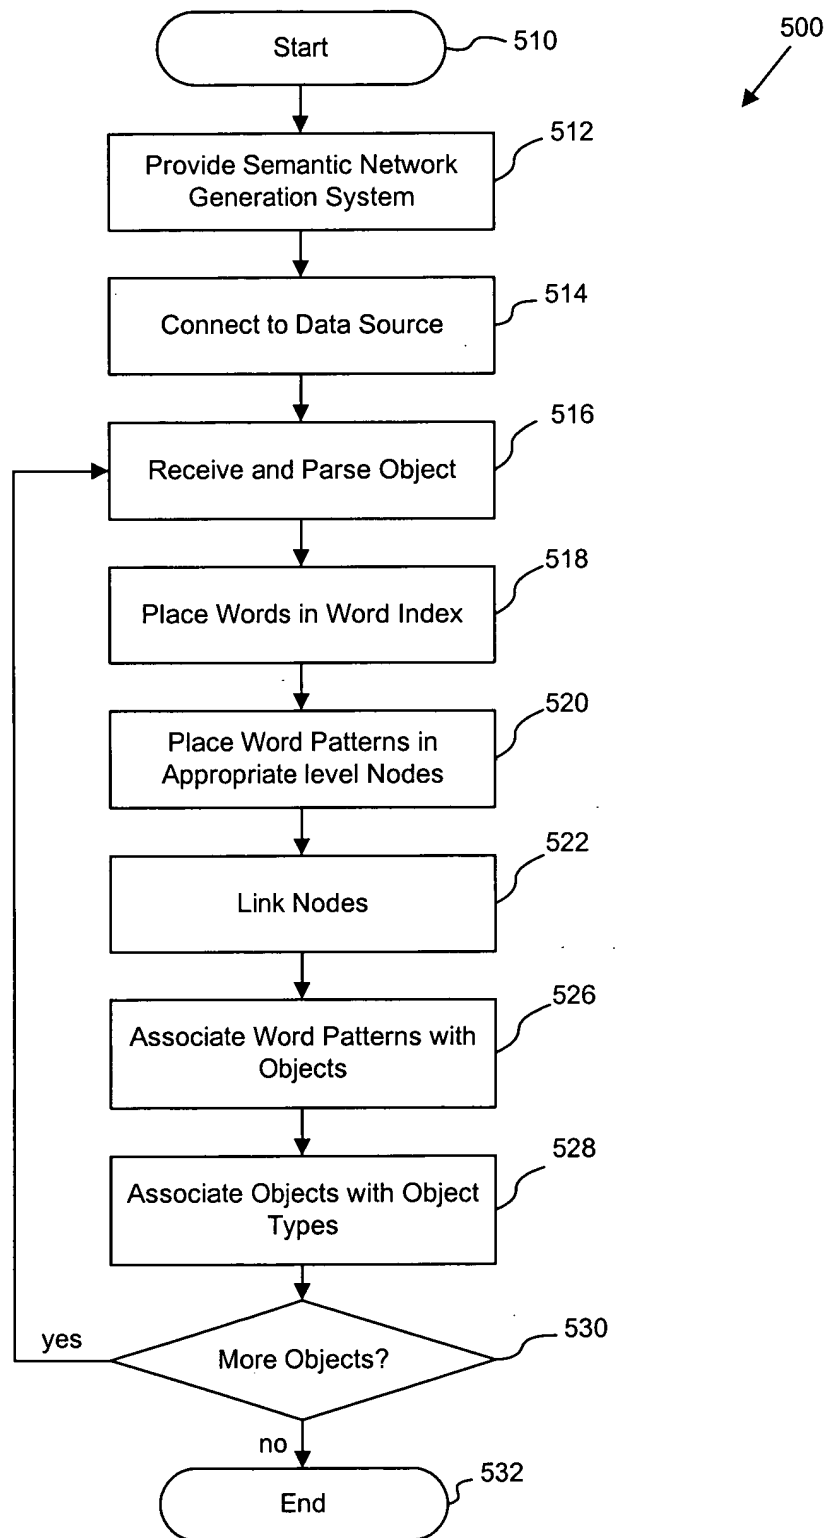 Start
510
500
Provide Semantic Network
Generation System
512
Connect to Data Source
514
Receive and Parse Object
516
Place Words in Word Index
518
Place Word Patterns in
Appropriate level Nodes
520
Link Nodes
522
Associate Word Patterns with
Objects
526
Associate Objects with Object
Types
528
More Objects?
530
yes
no
End
532